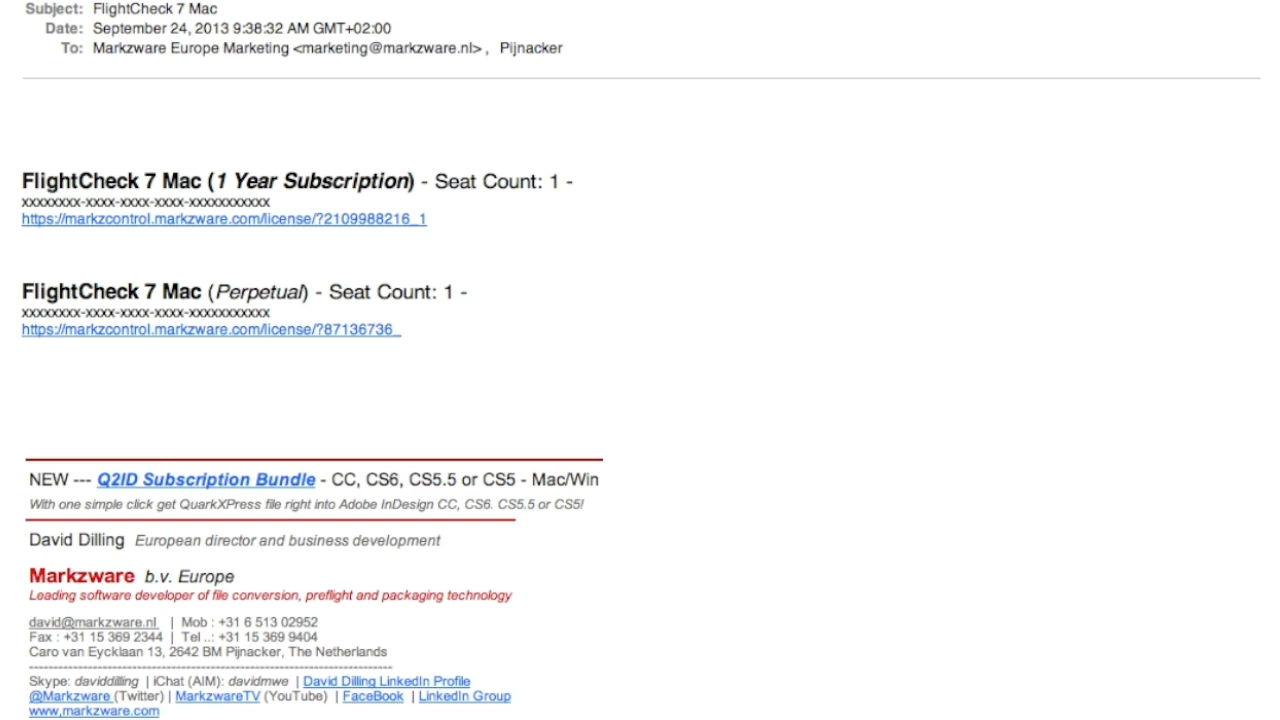 Subject: FlightCheck 7 Mac
Date: September 24, 2013 9:38:32 AM GMT+02:00
To: Markzware Europe Marketing <marketing@markzware.nl> , Pijnacker
FlightCheck 7 Mac (1 Year Subscription) - Seat Count: 1 -
xxxxxxxx-xxxx-xxxx-xxxx-xxxxxxxxxxx
https://markzcontrol.markzware.com/license/?2109988216_1
FlightCheck 7 Mac (Perpetual) - Seat Count: 1 -
xxxxxxxx-xxxx-xxxx-xxxx-xxxxxxxxxxx
https://markzcontrol.markzware.com/license/?87136736_
NEW --- Q2ID Subscription Bundle - CC, CS6, CS5.5 or CS5 - Mac/Win
With one simple click get QuarkXPress file right into Adobe InDesign CC, CS6. CS5.5 or CS5!
David Dilling European director and business development
Markzware b.v. Europe
Leading software developer of file conversion, preflight and packaging technology
david@markzware.nl | Mob : +31 6 513 02952
Fax : +31 15 369 2344 | Tel ..: +31 15 369 9404
Caro van Eycklaan 13, 2642 BM Pijnacker, The Netherlands
--------------------------------------------------------------------------
Skype: daviddilling | iChat (AIM): davidmwe | David Dilling LinkedIn Profile
@Markzware (Twitter) | MarkzwareTV (YouTube) | FaceBook | LinkedIn Group
www,markzware.com